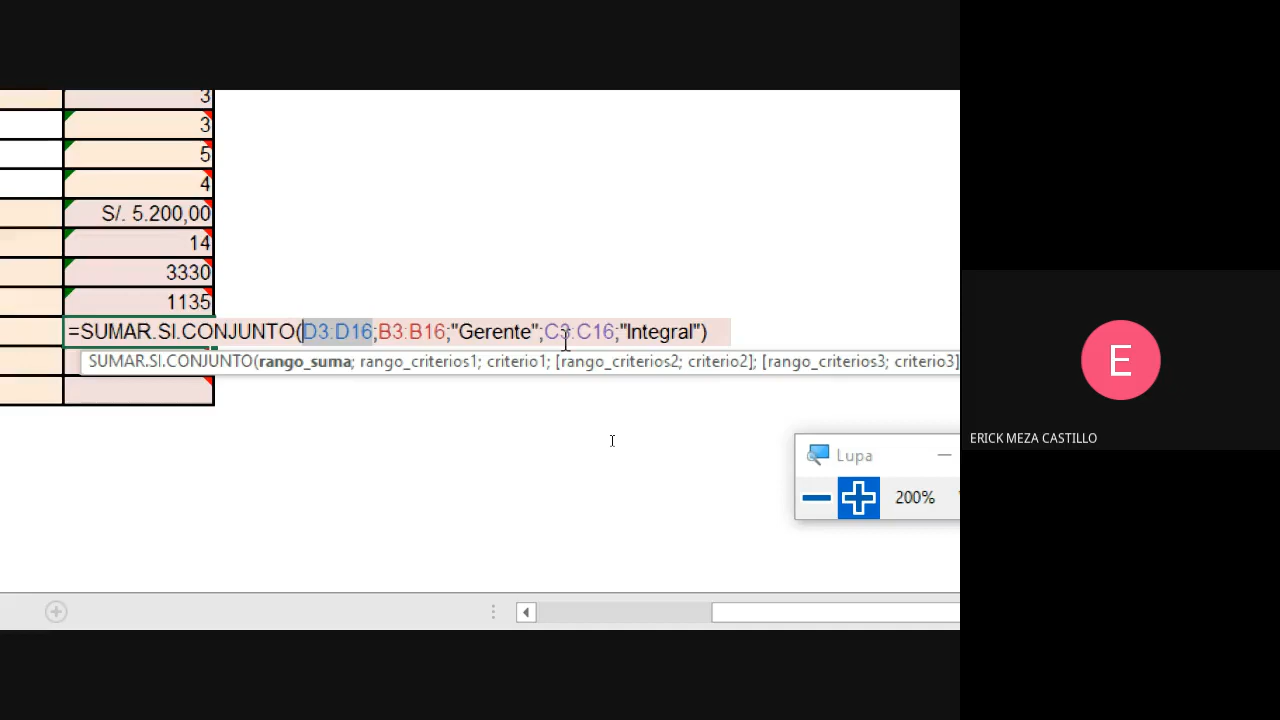 3
3
5
4
S/. 5.200,00
14
3330
1135
=SUMAR.SI.CONJUNTO(D3:D16;B3:B16;"Gerente";C3:C16;"Integral")
SUMAR.SI.CONJUNTO(rango_suma; rango_criterios1; criterio1; [rango_criterios2; criterio2]; [rango_criterios3; criterio3]
E
ERICK MEZA CASTILLO
Lupa
200%